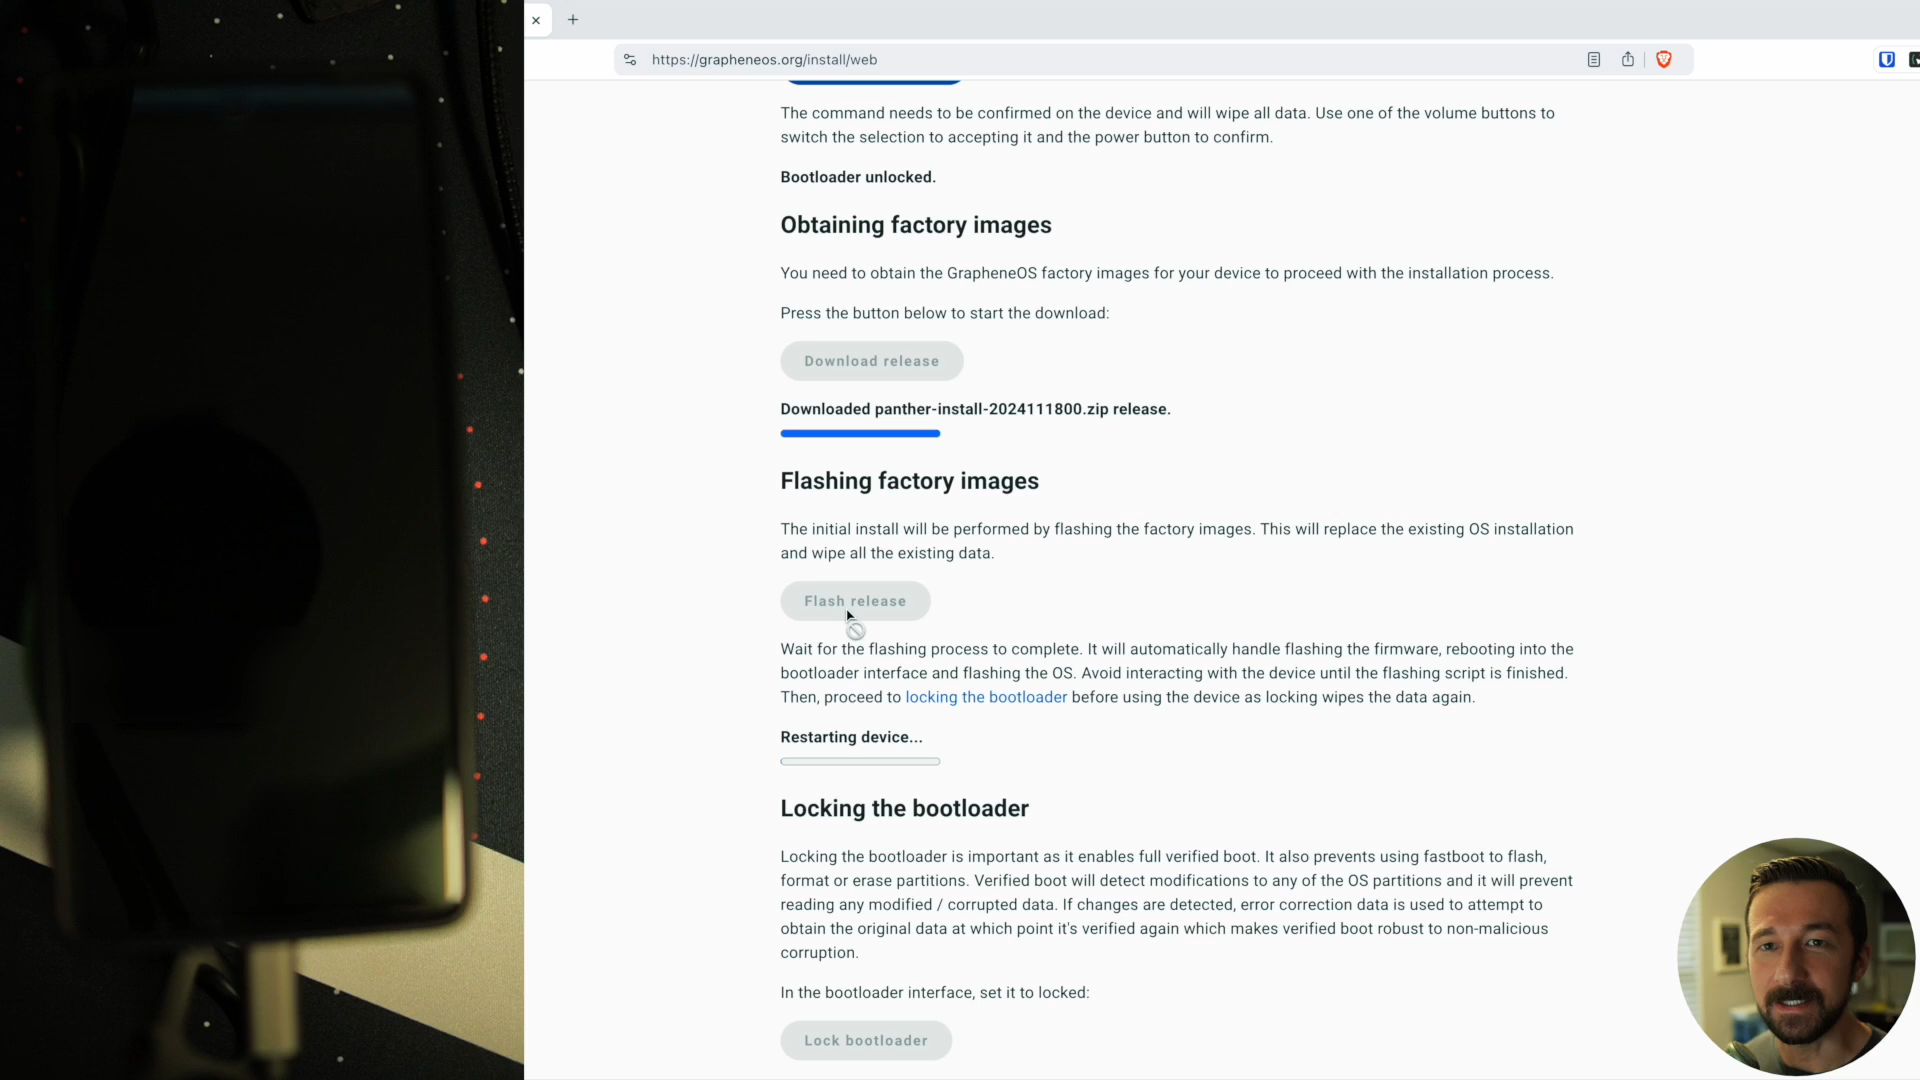 https://grapheneos.org/install/web
The command needs to be confirmed on the device and will wipe all data. Use one of the volume buttons to
switch the selection to accepting it and the power button to confirm.
Bootloader unlocked.
Obtaining factory images
You need to obtain the GrapheneOS factory images for your device to proceed with the installation process.
Press the button below to start the download:
Download release
Downloaded panther-install-2024111800.zip release.
Flashing factory images
The initial install will be performed by flashing the factory images. This will replace the existing OS installation
and wipe all the existing data.
Flash release
Wait for the flashing process to complete. It will automatically handle flashing the firmware, rebooting into the
bootloader interface and flashing the OS. Avoid interacting with the device until the flashing script is finished.
Then, proceed to locking the bootloader before using the device as locking wipes the data again.
Restarting device...
Locking the bootloader
Locking the bootloader is important as it enables full verified boot. It also prevents using fastboot to flash,
format or erase partitions. Verified boot will detect modifications to any of the OS partitions and it will prevent
reading any modified / corrupted data. If changes are detected, error correction data is used to attempt to
obtain the original data at which point it's verified again which makes verified boot robust to non-malicious
corruption.
In the bootloader interface, set it to locked:
Lock bootloader